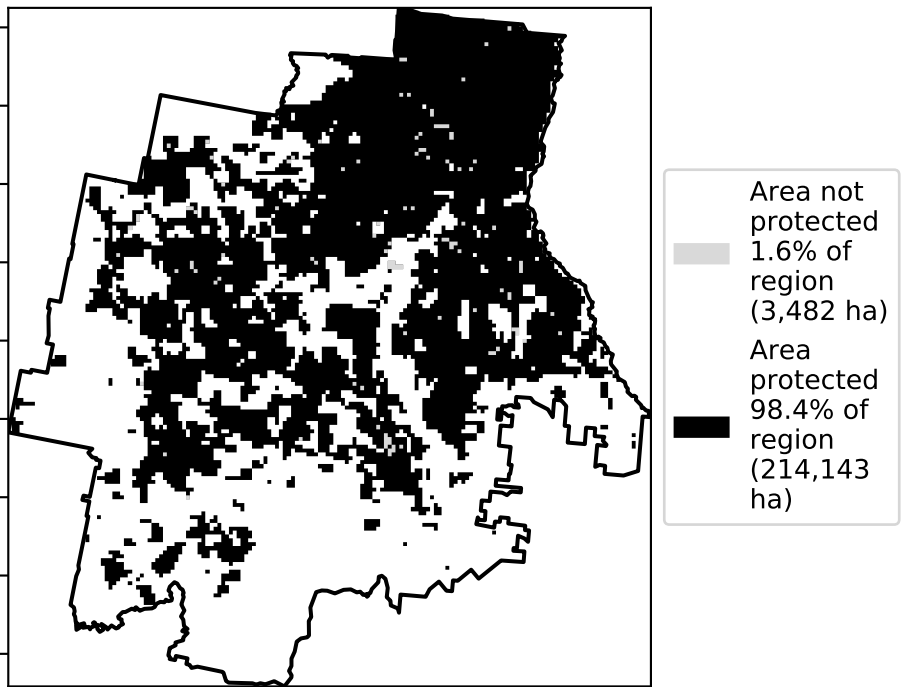 Area not
protected
1.6% of
region
(3,482 ha)
Area
protected
98.4% of
region
(214,143
ha)